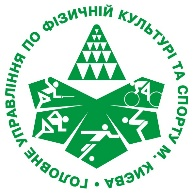 ГОЛОВНЕ УПРАВЛІННЯ ПО ФІЗИЧНІЙ КУЛЬТУРІ ТА СПОРТУ М. КИЄВА •